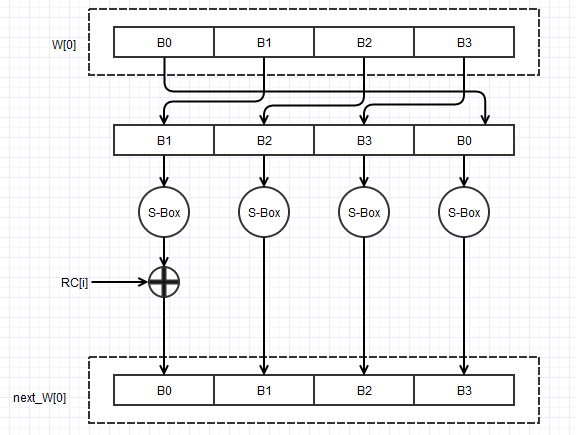 W[0]
B0 B1 B2 B3
B1 B2 B3 B0
S-Box S-Box S-Box S-Box
RC[i]
B0 B1 B2 B3
next_W[0]